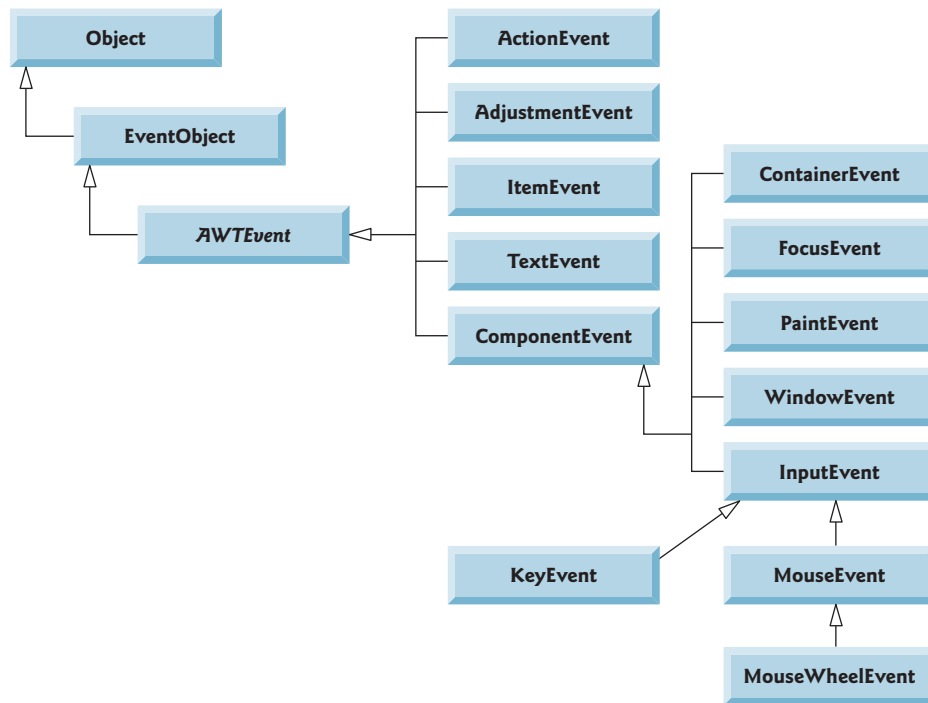 Object
EventObject
AWTEvent
ActionEvent
AdjustmentEvent
ItemEvent
TextEvent
ComponentEvent
ContainerEvent
FocusEvent
PaintEvent
WindowEvent
InputEvent
KeyEvent
MouseEvent
MouseWheelEvent